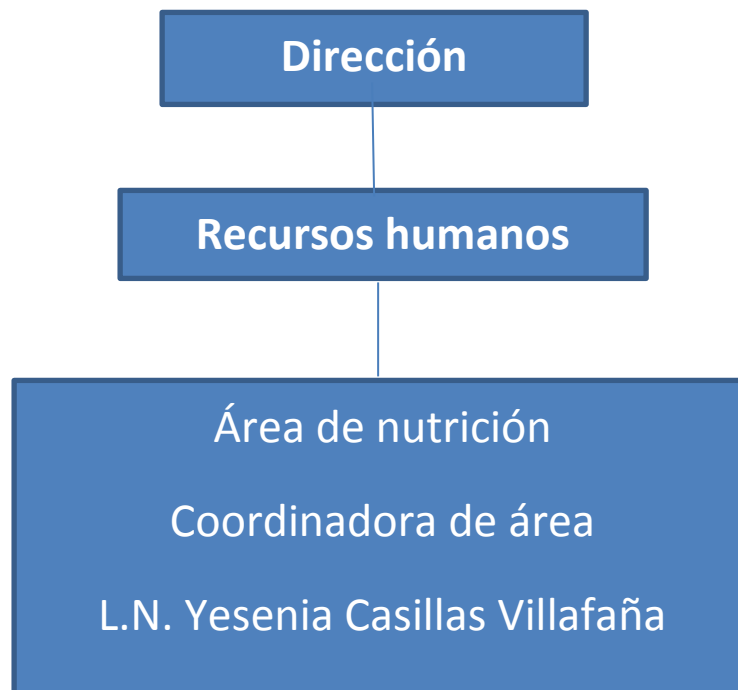 Dirección
Recursos humanos
Área de nutrición
Coordinadora de área
L.N. Yesenia Casillas Villafaña